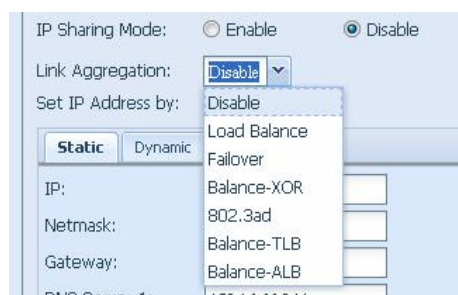 IP Sharing Mode: Enable Disable
Link Aggregation: Disable
Set IP Address by: Disable
Load Balance
Static Dynamic
Failover
IP: Balance-XOR
802.3ad
Netmask:
Balance-TLB
Gateway:
Balance-ALB